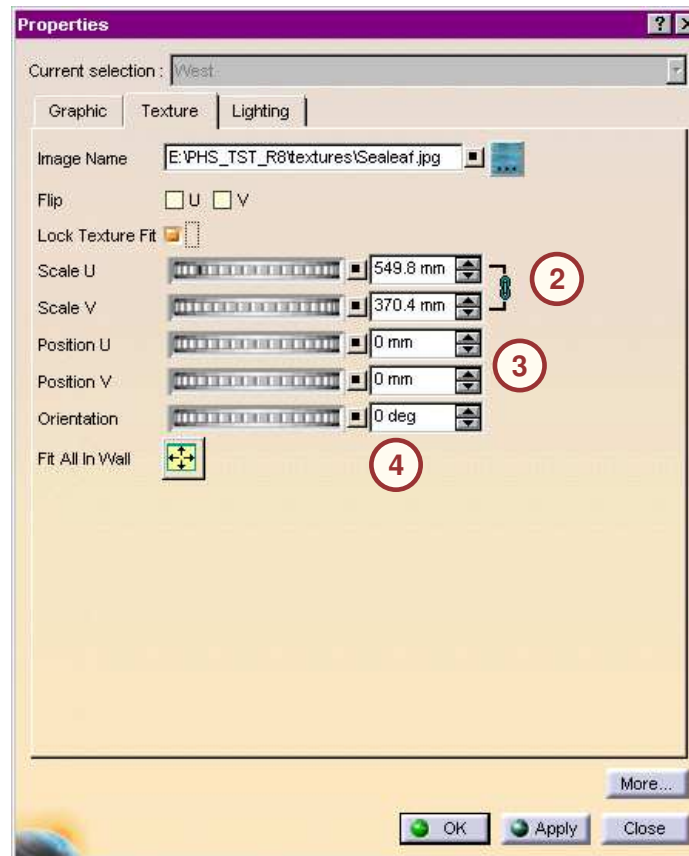 Properties
Current selection : West
Graphic Texture Lighting
Image Name E:\PHS_TST_R8\textures\Sealeaf.jpg ...
Flip U V
Lock Texture Fit
Scale U 549.8 mm
2
Scale V 370.4 mm
Position U 0 mm
3
Position V 0 mm
Orientation 0 deg
Fit All In Wall
4
More...
OK Apply Close